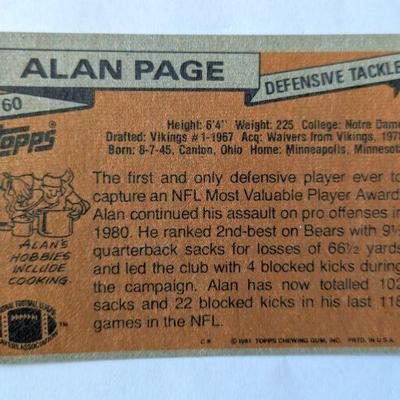 ALAN PAGE
DEFENSIVE TACKLE
60
TOPPS
Height: 6'4" Weight: 225 College: Notre Dame
Drafted: Vikings #1-1967 Acq: Waivers from Vikings, 1978
Born: 8-7-45, Canton, Ohio Home: Minneapolis, Minnesota
The first and only defensive player ever to
capture an NFL Most Valuable Player Award,
Alan continued his assault on pro offenses in
1980. He ranked 2nd-best on Bears with 9½
quarterback sacks for losses of 66½ yards
and led the club with 4 blocked kicks during
the campaign. Alan has now totalled 102
sacks and 22 blocked kicks in his last 118
games in the NFL.
ALAN'S
HOBBIES
INCLUDE
COOKING.
TM
© 1981 TOPPS CHEWING GUM, INC. PRTD. IN U.S.A.